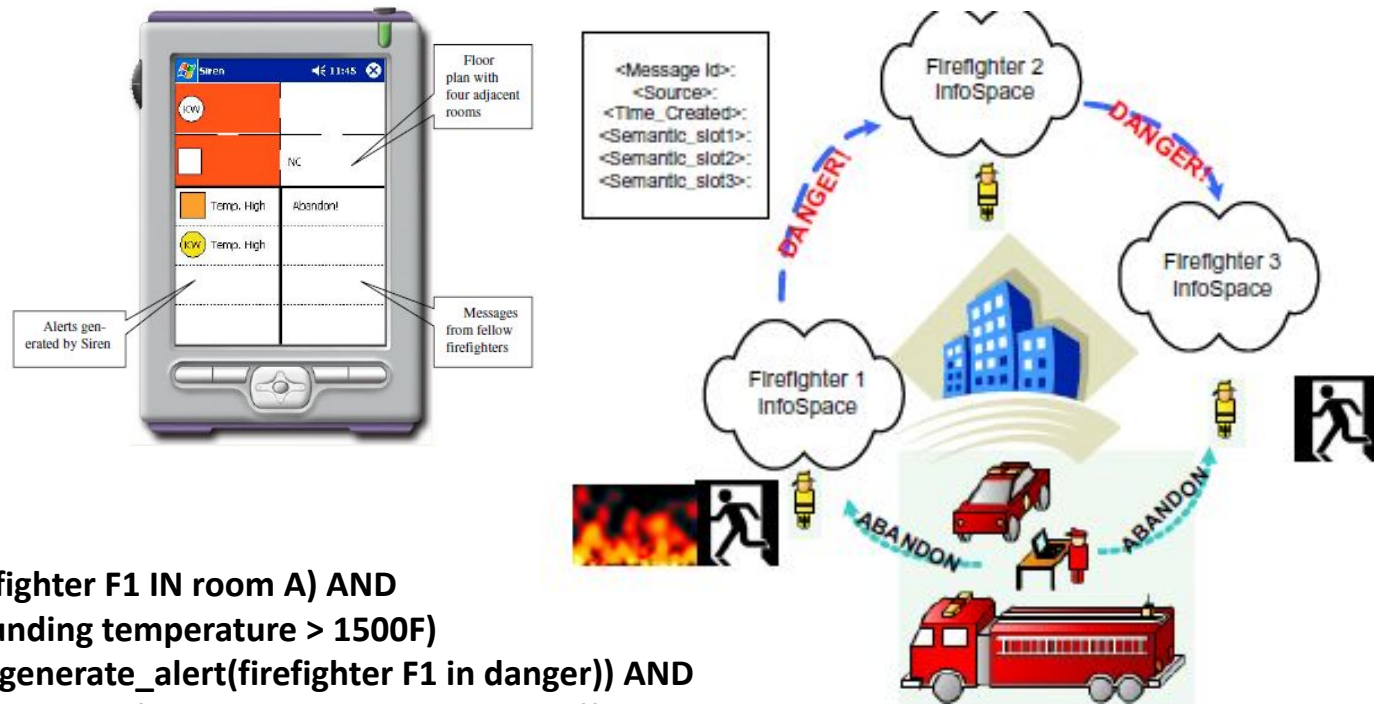 Siren
11:45
KW
NC
Temp. High
Abandon!
KW
Temp. High
Floor
plan with
four adjacent
rooms
Alerts gen-
erated by Siren
Messages
from fellow
firefighters
<Message Id>:
<Source>:
<Time_Created>:
<Semantic_slot1>:
<Semantic_slot2>:
<Semantic_slot3>:
Firefighter 2
InfoSpace
DANGER!
DANGER!
Firefighter 3
InfoSpace
Firefighter 1
InfoSpace
ABANDON
ABANDON
fighter F1 IN room A) AND
unding temperature > 1500F)
generate_alert(firefighter F1 in danger)) AND